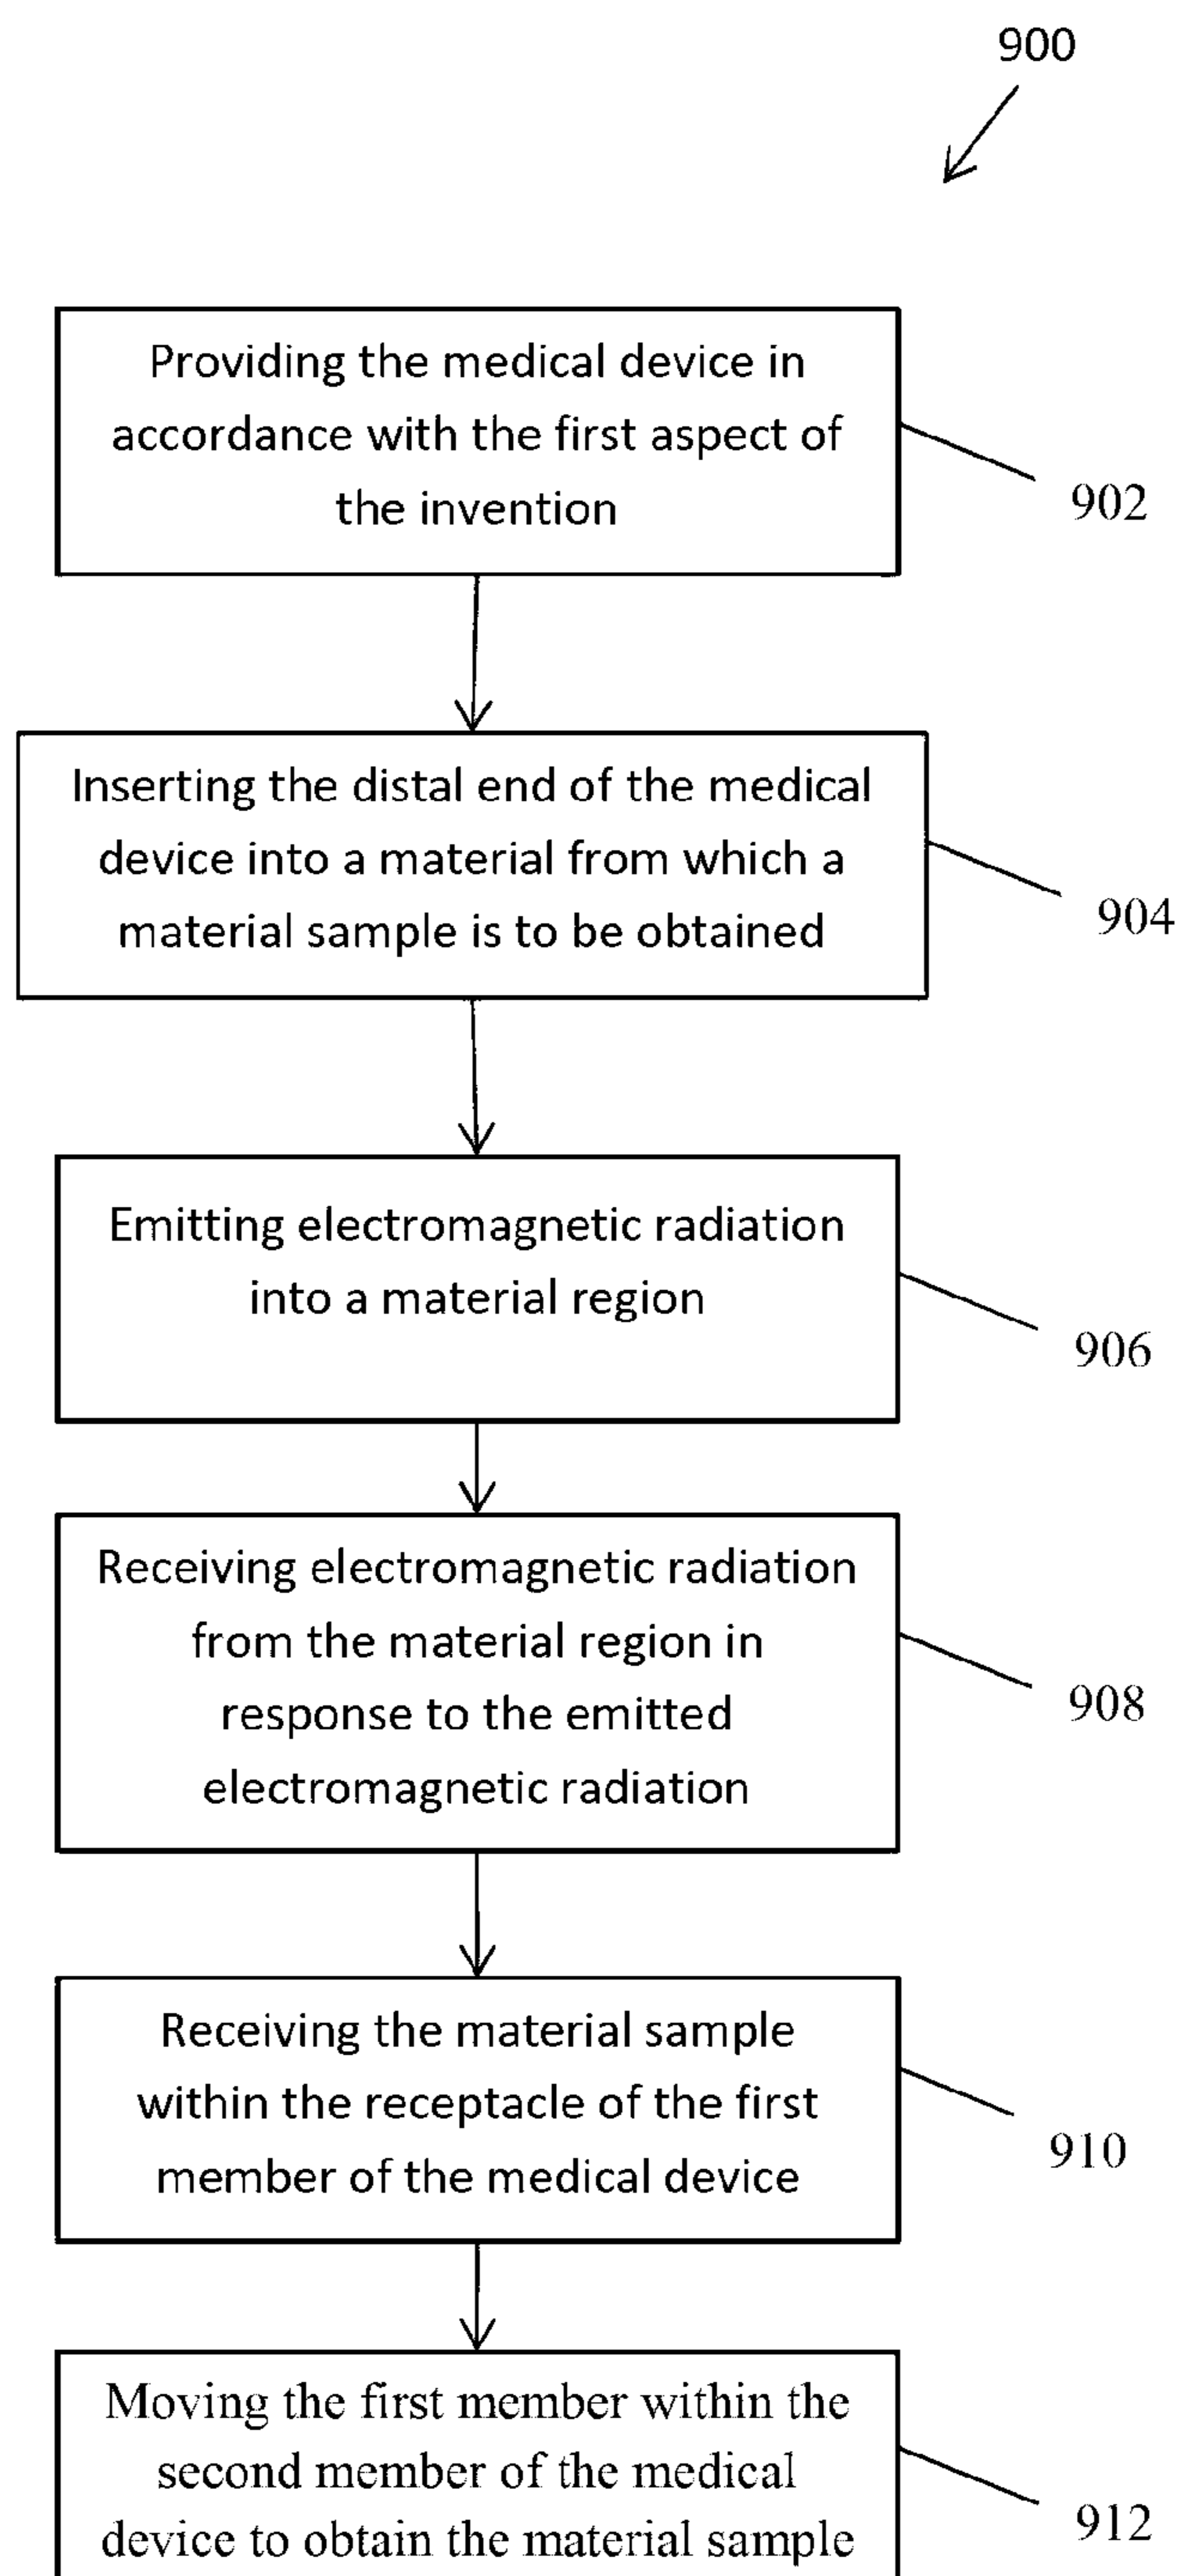 900
Providing the medical device in
accordance with the first aspect of
the invention
902
Inserting the distal end of the medical
device into a material from which a
material sample is to be obtained
904
Emitting electromagnetic radiation
into a material region
906
Receiving electromagnetic radiation
from the material region in
response to the emitted
electromagnetic radiation
908
Receiving the material sample
within the receptacle of the first
member of the medical device
910
Moving the first member within the
second member of the medical
device to obtain the material sample
912